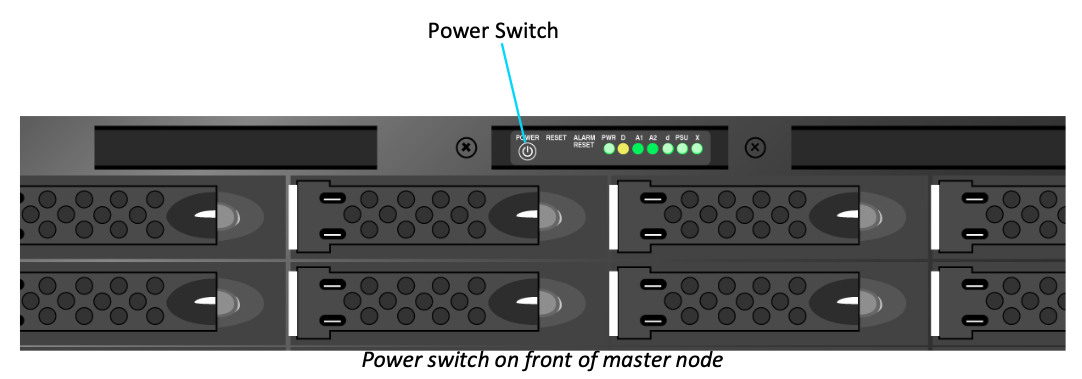 Power Switch
POWER RESET ALARM RESET PWR D A1 A2 d PSU X
Power switch on front of master node